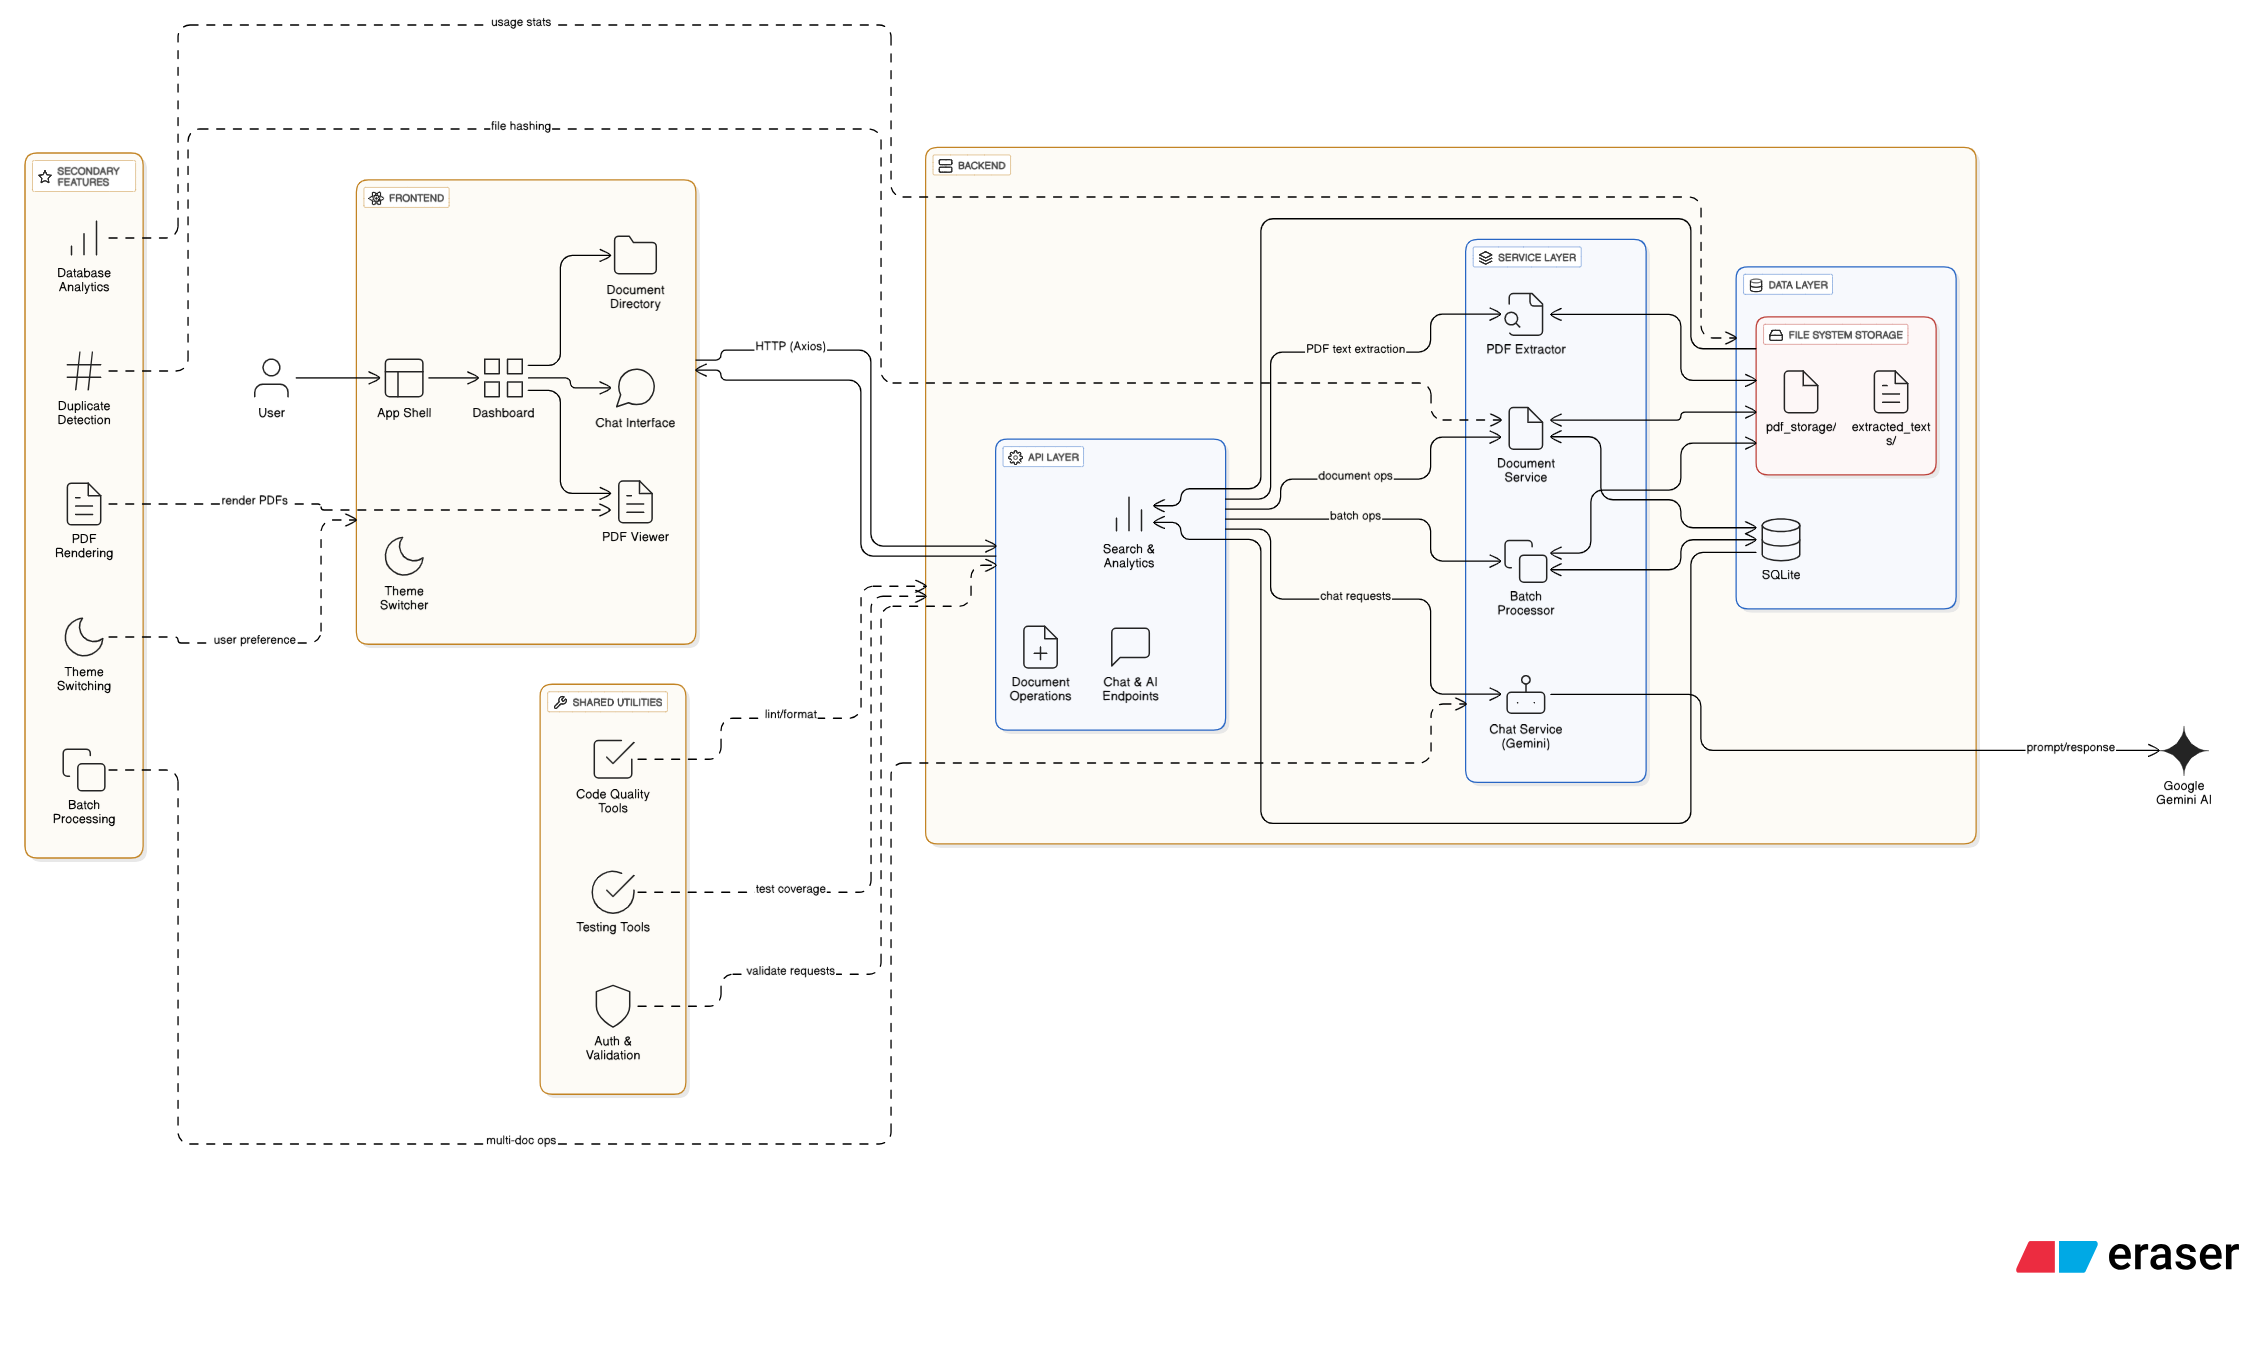 usage stats
file hashing
SECONDARY
FEATURES
Database
Analytics
Duplicate
Detection
PDF
Rendering
Theme
Switching
Batch
Processing
render PDFs
user preference
multi-doc ops
User
FRONTEND
App Shell
Dashboard
Document
Directory
Chat Interface
PDF Viewer
Theme
Switcher
HTTP (Axios)
SHARED UTILITIES
Code Quality
Tools
Testing Tools
Auth &
Validation
lint/format
test coverage
validate requests
BACKEND
API LAYER
Search &
Analytics
Document
Operations
Chat & AI
Endpoints
PDF text extraction
document ops
batch ops
chat requests
SERVICE LAYER
PDF Extractor
Document
Service
Batch
Processor
Chat Service
(Gemini)
DATA LAYER
FILE SYSTEM STORAGE
pdf_storage/
extracted_text
s/
SQLite
prompt/response
Google
Gemini AI
eraser